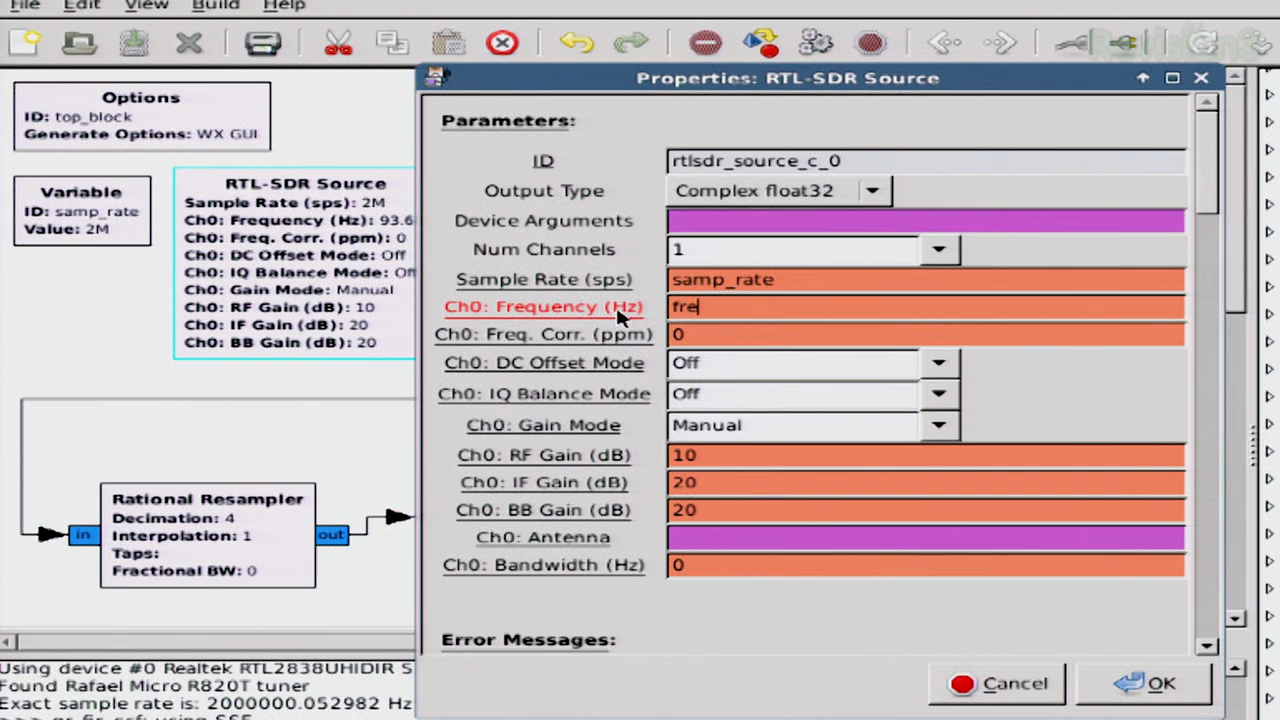 File Edit View Build Help
Properties: RTL-SDR Source
Options
ID: top_block
Generate Options: WX GUI
Variable
ID: samp_rate
Value: 2M
RTL-SDR Source
Sample Rate (sps): 2M
Ch0: Frequency (Hz): 93.6
Ch0: Freq. Corr. (ppm): 0
Ch0: DC Offset Mode: Off
Ch0: IQ Balance Mode: Off
Ch0: Gain Mode: Manual
Ch0: RF Gain (dB): 10
Ch0: IF Gain (dB): 20
Ch0: BB Gain (dB): 20
in
Rational Resampler
Decimation: 4
Interpolation: 1
Taps:
Fractional BW: 0
out
Using device #0 Realtek RTL2838UHIDIR S
Found Rafael Micro R820T tuner
Exact sample rate is: 2000000.052982 Hz
Parameters:
ID rtlsdr_source_c_0
Output Type Complex float32
Device Arguments
Num Channels 1
Sample Rate (sps) samp_rate
Ch0: Frequency (Hz) fre
Ch0: Freq. Corr. (ppm) 0
Ch0: DC Offset Mode Off
Ch0: IQ Balance Mode Off
Ch0: Gain Mode Manual
Ch0: RF Gain (dB) 10
Ch0: IF Gain (dB) 20
Ch0: BB Gain (dB) 20
Ch0: Antenna
Ch0: Bandwidth (Hz) 0
Error Messages:
Cancel OK